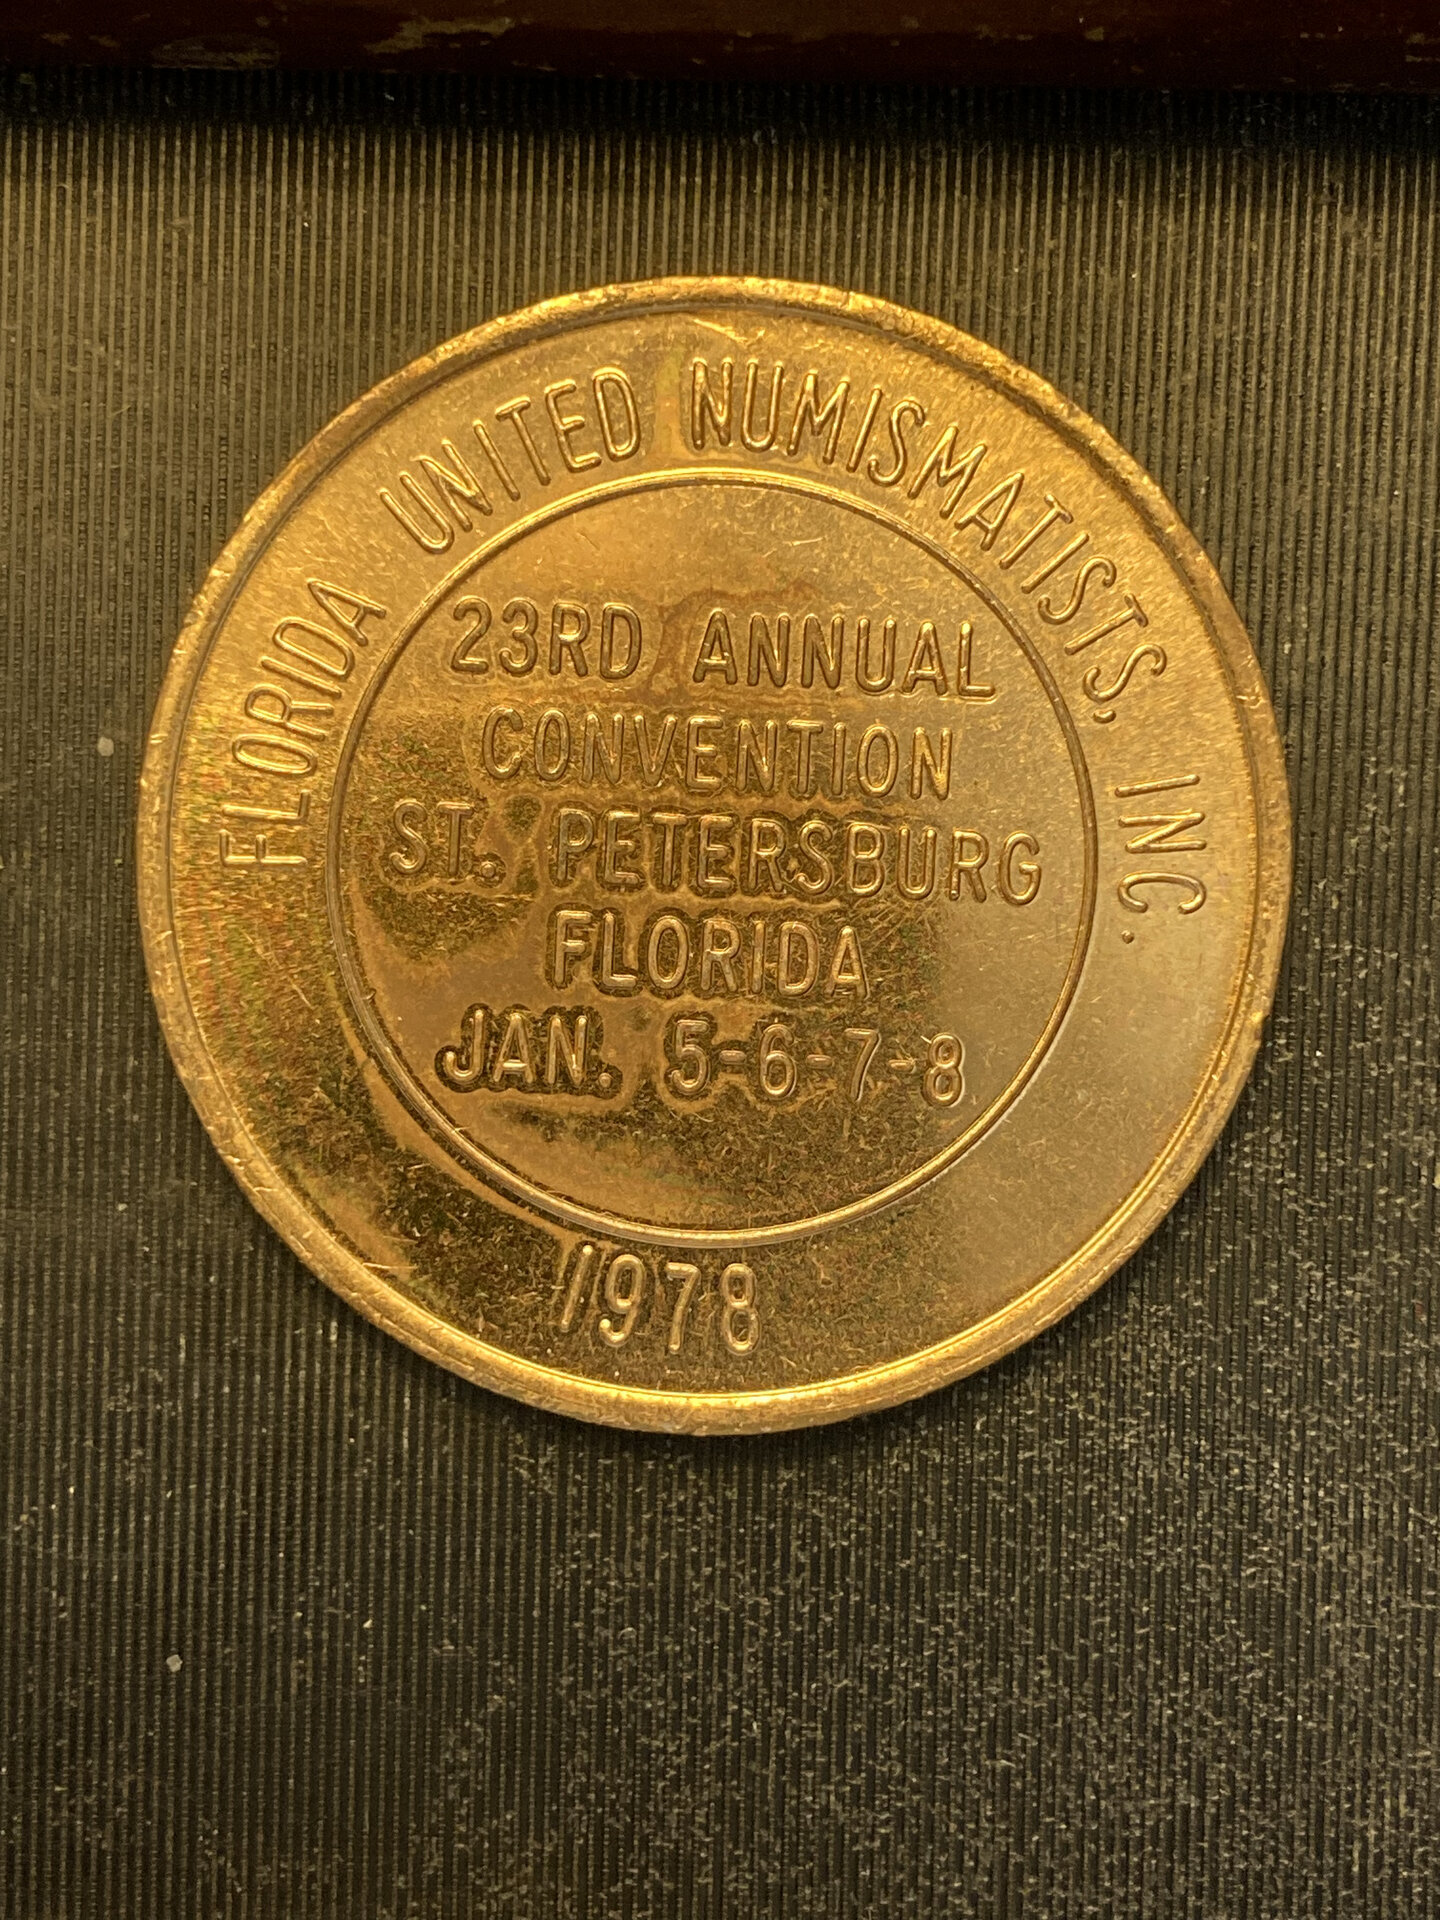 FLORIDA UNITED NUMISMATISTS, INC.
23RD ANNUAL
CONVENTION
ST. PETERSBURG
FLORIDA
JAN. 5-6-7-8
1978